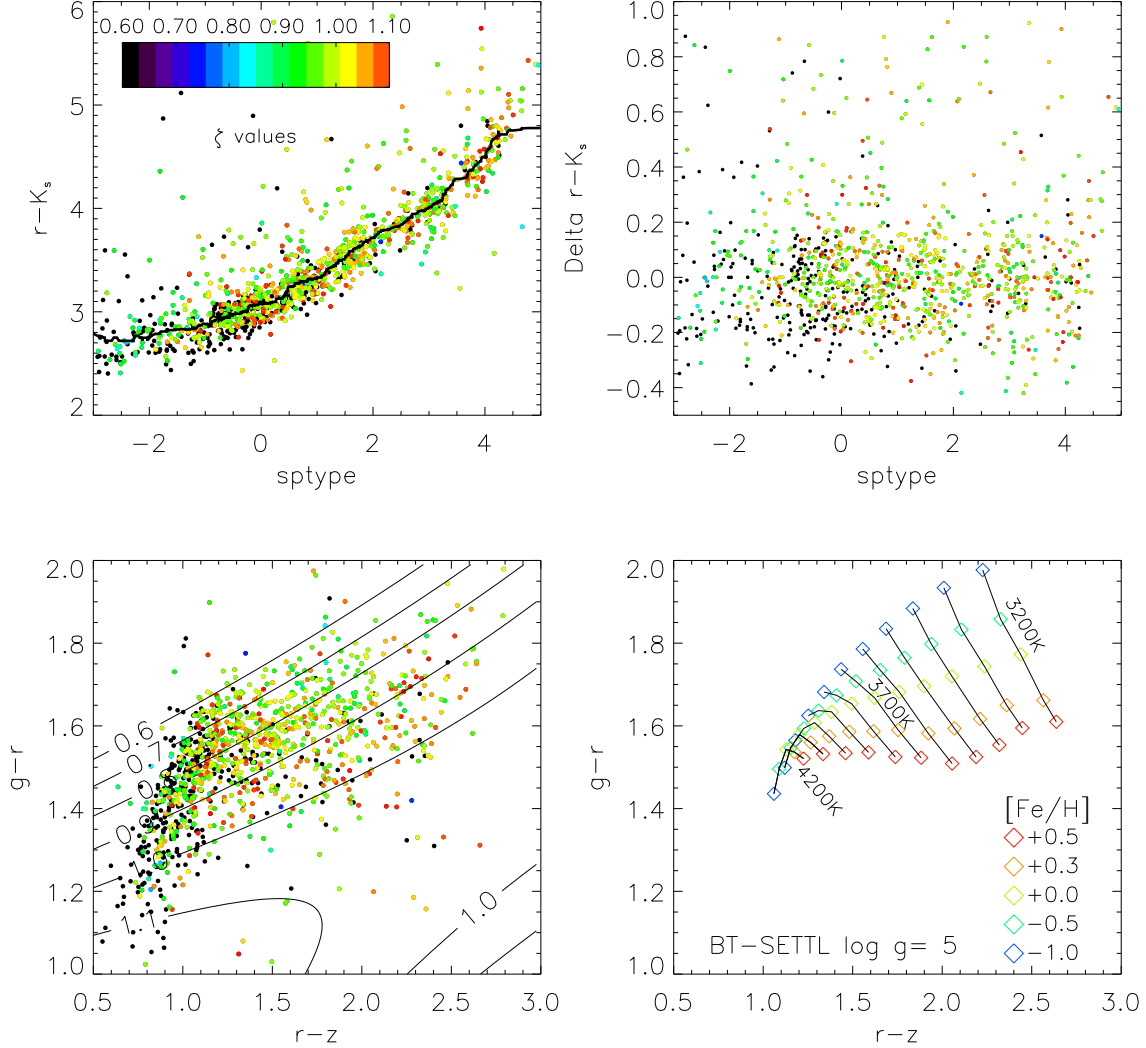 6
5
4
3
2
r−Ks
0.60 0.70 0.80 0.90 1.00 1.10
ζ values
−2 0 2 4
sptype
1.0
0.8
0.6
0.4
0.2
0.0
−0.2
−0.4
Delta r−Ks
−2 0 2 4
sptype
2.0
1.8
1.6
1.4
1.2
1.0
g−r
0.6
1.1
1.0
0.5 1.0 1.5 2.0 2.5 3.0
r−z
2.0
1.8
1.6
1.4
1.2
1.0
g−r
3200K
3700K
4200K
[Fe/H]
+0.5
+0.3
+0.0
−0.5
−1.0
BT−SETTL log g= 5
0.5 1.0 1.5 2.0 2.5 3.0
r−z